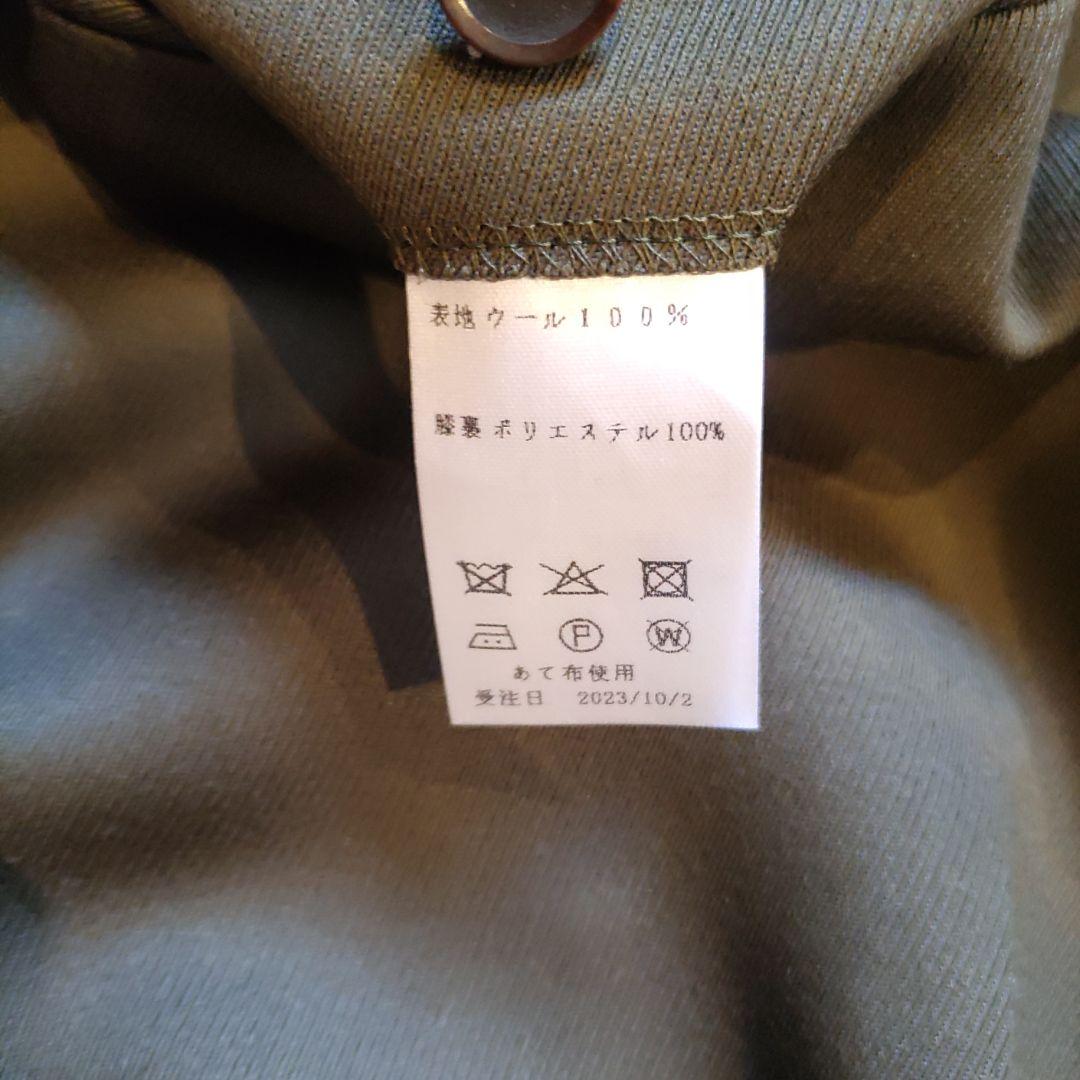 表地ウール100%
膝裏ポリエステル100%
P
W
あて布使用
受注日 2023/10/2